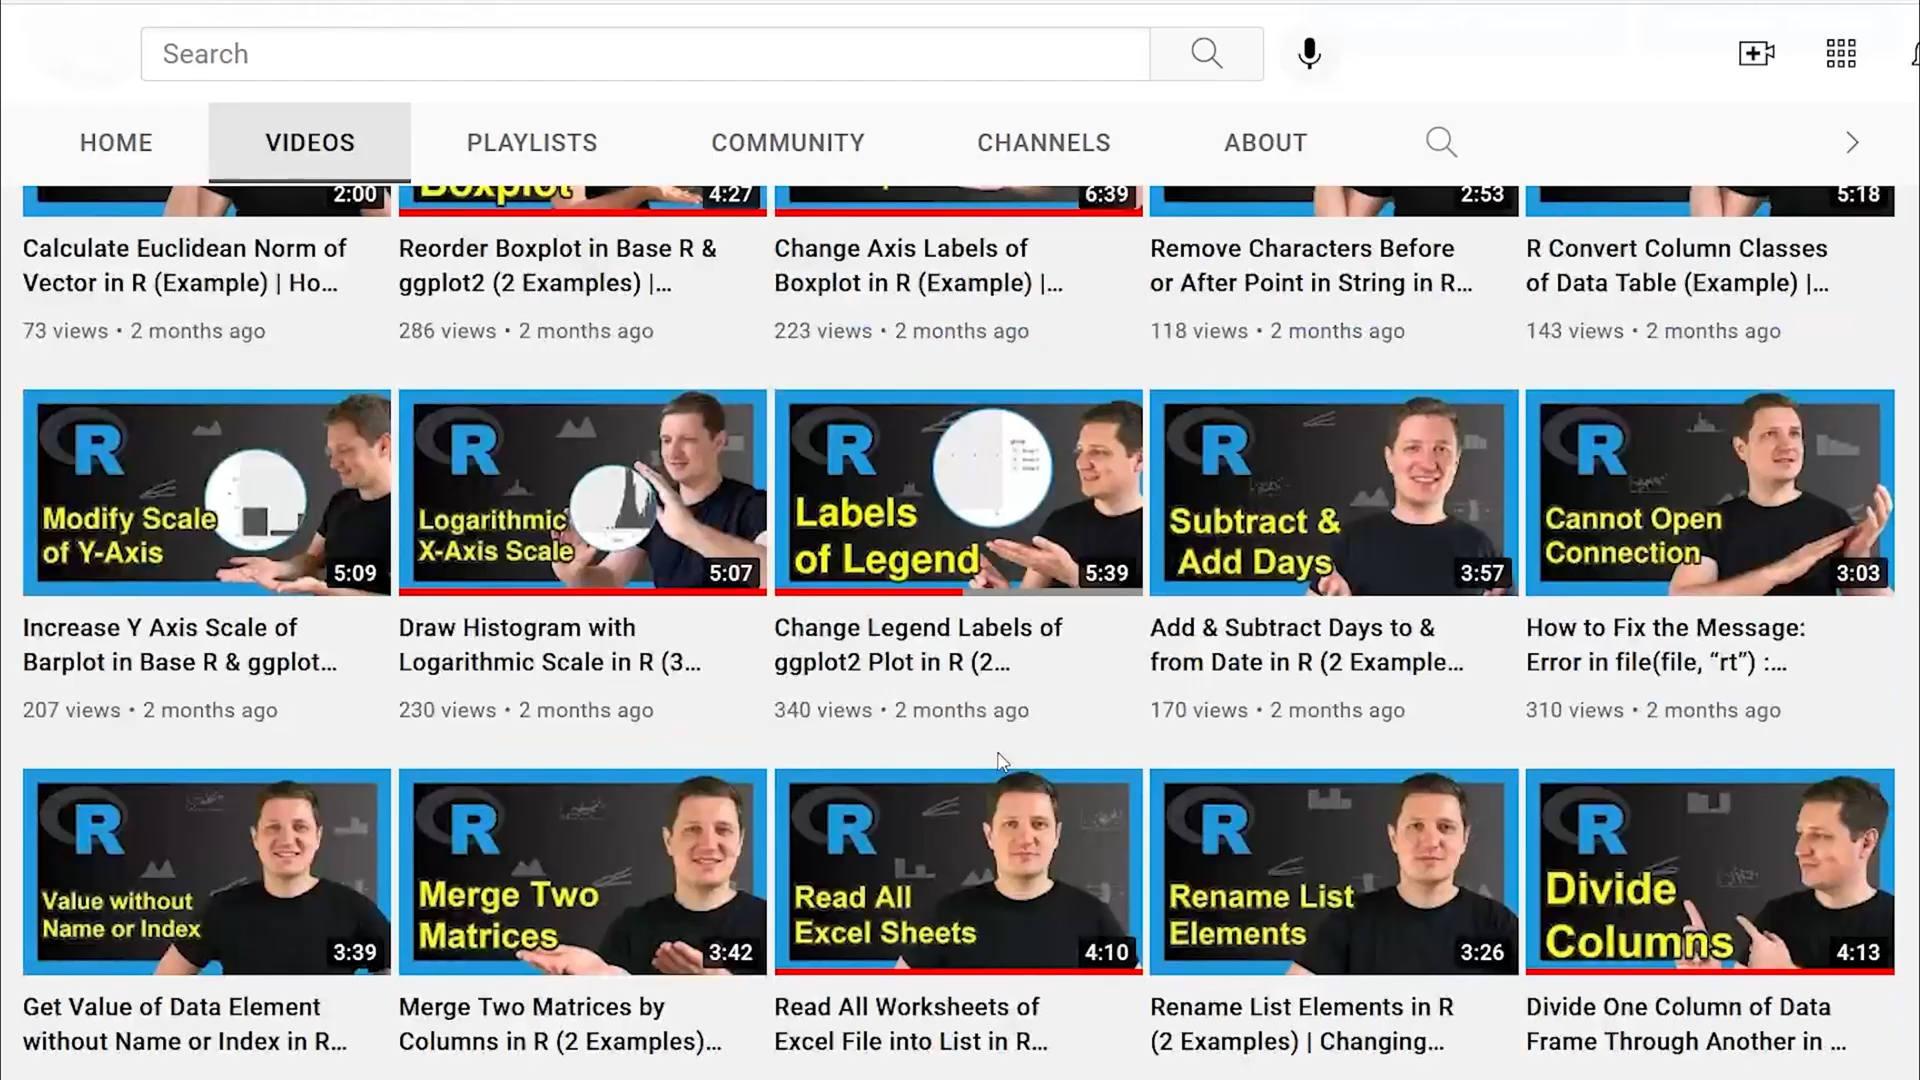 Search
HOME
VIDEOS
PLAYLISTS
COMMUNITY
CHANNELS
ABOUT
2:00
Boxplot
4:27
6:39
2:53
5:18
Calculate Euclidean Norm of
Vector in R (Example) | Ho...
73 views • 2 months ago
Reorder Boxplot in Base R &
ggplot2 (2 Examples) |...
286 views • 2 months ago
Change Axis Labels of
Boxplot in R (Example) |...
223 views • 2 months ago
Remove Characters Before
or After Point in String in R...
118 views • 2 months ago
R Convert Column Classes
of Data Table (Example) |...
143 views • 2 months ago
R
Modify Scale
of Y-Axis
5:09
R
Logarithmic
X-Axis Scale
5:07
R
Labels
of Legend
5:39
R
Subtract &
Add Days
3:57
R
Cannot Open
Connection
3:03
Increase Y Axis Scale of
Barplot in Base R & ggplot...
207 views • 2 months ago
Draw Histogram with
Logarithmic Scale in R (3...
230 views • 2 months ago
Change Legend Labels of
ggplot2 Plot in R (2...
340 views • 2 months ago
Add & Subtract Days to &
from Date in R (2 Example...
170 views • 2 months ago
How to Fix the Message:
Error in file(file, “rt”) :...
310 views • 2 months ago
R
Value without
Name or Index
3:39
R
Merge Two
Matrices
3:42
R
Read All
Excel Sheets
4:10
R
Rename List
Elements
3:26
R
Divide
Columns
4:13
Get Value of Data Element
without Name or Index in R...
Merge Two Matrices by
Columns in R (2 Examples)...
Read All Worksheets of
Excel File into List in R...
Rename List Elements in R
(2 Examples) | Changing...
Divide One Column of Data
Frame Through Another in ...